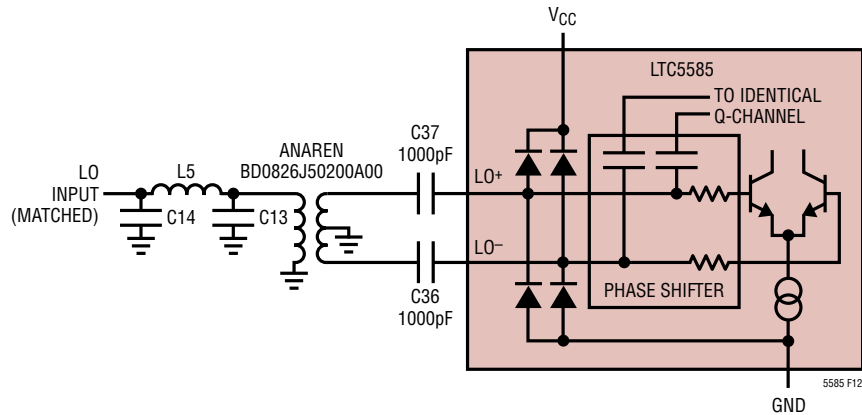 VCC
LTC5585
TO IDENTICAL
Q-CHANNEL
C37
1000pF
ANAREN
BD0826J50200A00
LO
INPUT
(MATCHED)
L5
LO+
C14
C13
LO−
C36
1000pF
PHASE SHIFTER
5585 F12
GND